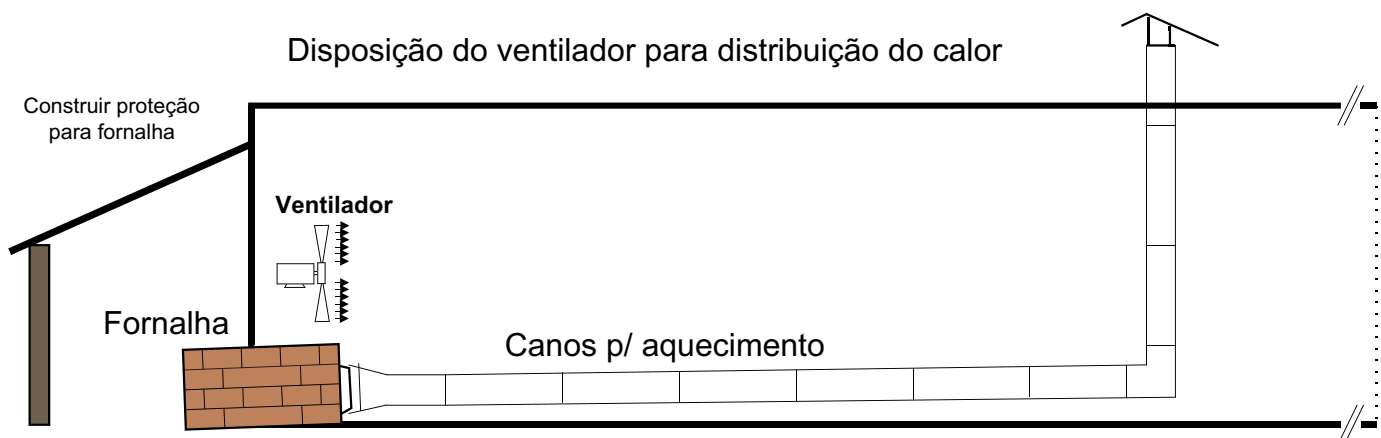 Disposição do ventilador para distribuição do calor
Construir proteção
para fornalha
Ventilador
Fornalha
Canos p/ aquecimento